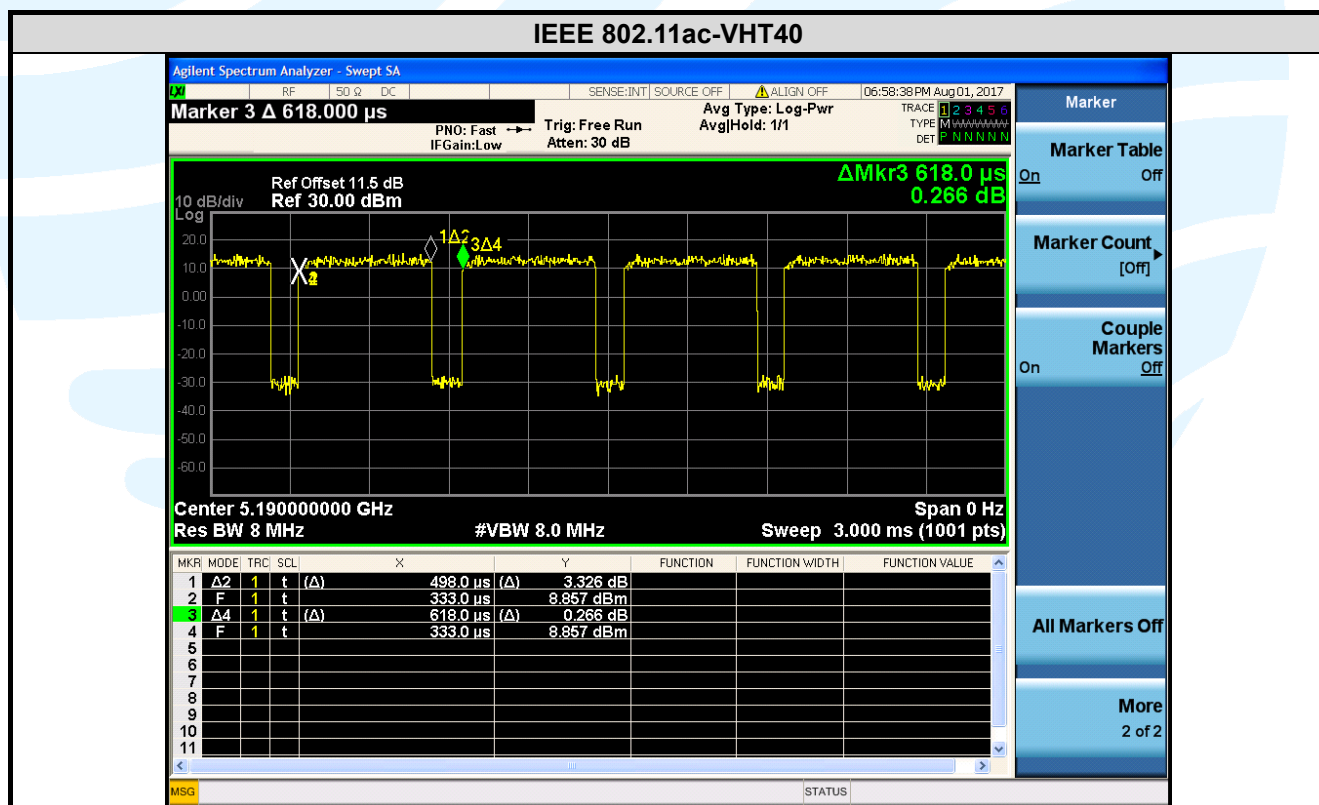 IEEE 802.11ac-VHT40
Agilent Spectrum Analyzer - Swept SA
LXI RF 50 Ω DC SENSE:INT SOURCE OFF ALIGN OFF 06:58:38 PM Aug 01, 2017
Marker 3 Δ 618.000 µs
PNO: Fast
IFGain:Low
Trig: Free Run
Atten: 30 dB
Avg Type: Log-Pwr
Avg|Hold: 1/1
TRACE 1 2 3 4 5 6
TYPE M
DET P N N N N N
Marker
Marker Table
On Off
Marker Count
[Off]
Couple
Markers
On Off
All Markers Off
More
2 of 2
ΔMkr3 618.0 µs
0.266 dB
Ref Offset 11.5 dB
10 dB/div Ref 30.00 dBm
Log
20.0
10.0
0.00
-10.0
-20.0
-30.0
-40.0
-50.0
-60.0
1Δ2
3Δ4
Center 5.190000000 GHz Span 0 Hz
Res BW 8 MHz #VBW 8.0 MHz Sweep 3.000 ms (1001 pts)
MKR MODE TRC SCL X Y FUNCTION FUNCTION WIDTH FUNCTION VALUE
1 Δ2 1 t (Δ) 498.0 µs (Δ) 3.326 dB
2 F 1 t 333.0 µs 8.857 dBm
3 Δ4 1 t (Δ) 618.0 µs (Δ) 0.266 dB
4 F 1 t 333.0 µs 8.857 dBm
5
6
7
8
9
10
11
MSG STATUS